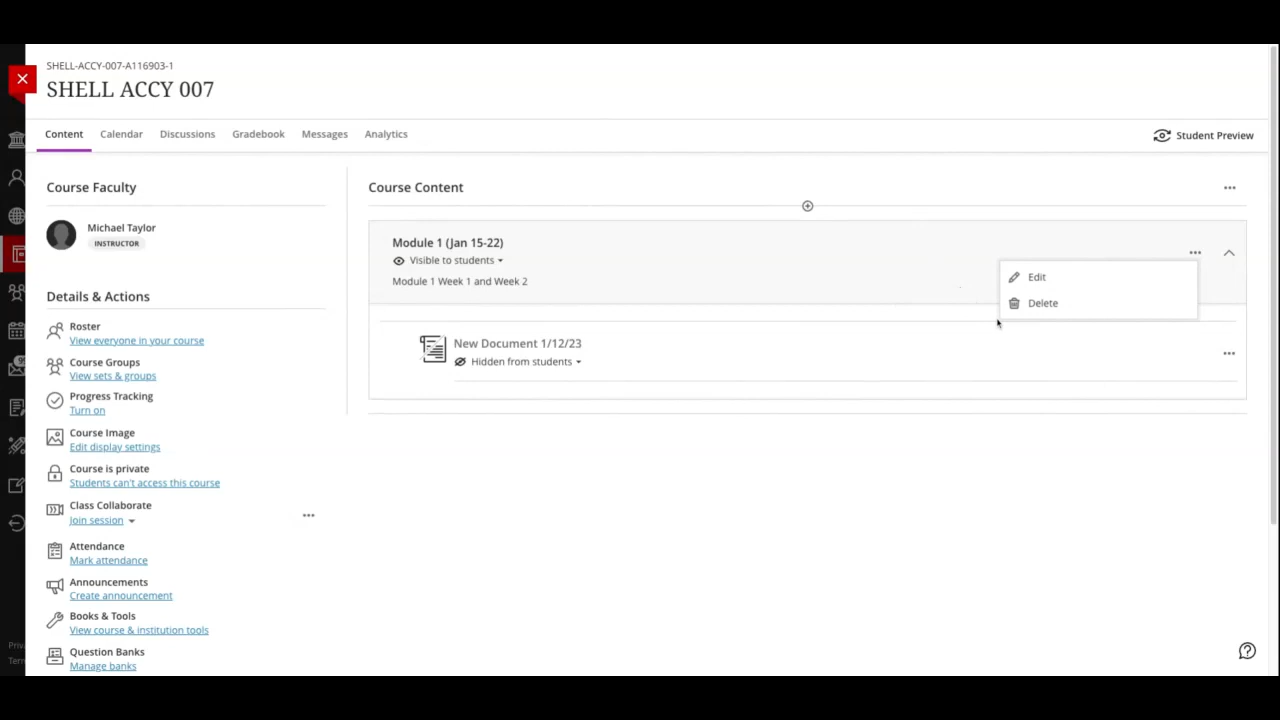 SHELL-ACCY-007-A116903-1
SHELL ACCY 007
Content
Calendar
Discussions
Gradebook
Messages
Analytics
Student Preview
Course Faculty
Michael Taylor
INSTRUCTOR
Details & Actions
Roster
View everyone in your course
Course Groups
View sets & groups
Progress Tracking
Turn on
Course Image
Edit display settings
Course is private
Students can't access this course
Class Collaborate
Join session
Attendance
Mark attendance
Announcements
Create announcement
Books & Tools
View course & institution tools
Question Banks
Manage banks
Course Content
Module 1 (Jan 15-22)
Visible to students
Module 1 Week 1 and Week 2
Edit
Delete
New Document 1/12/23
Hidden from students